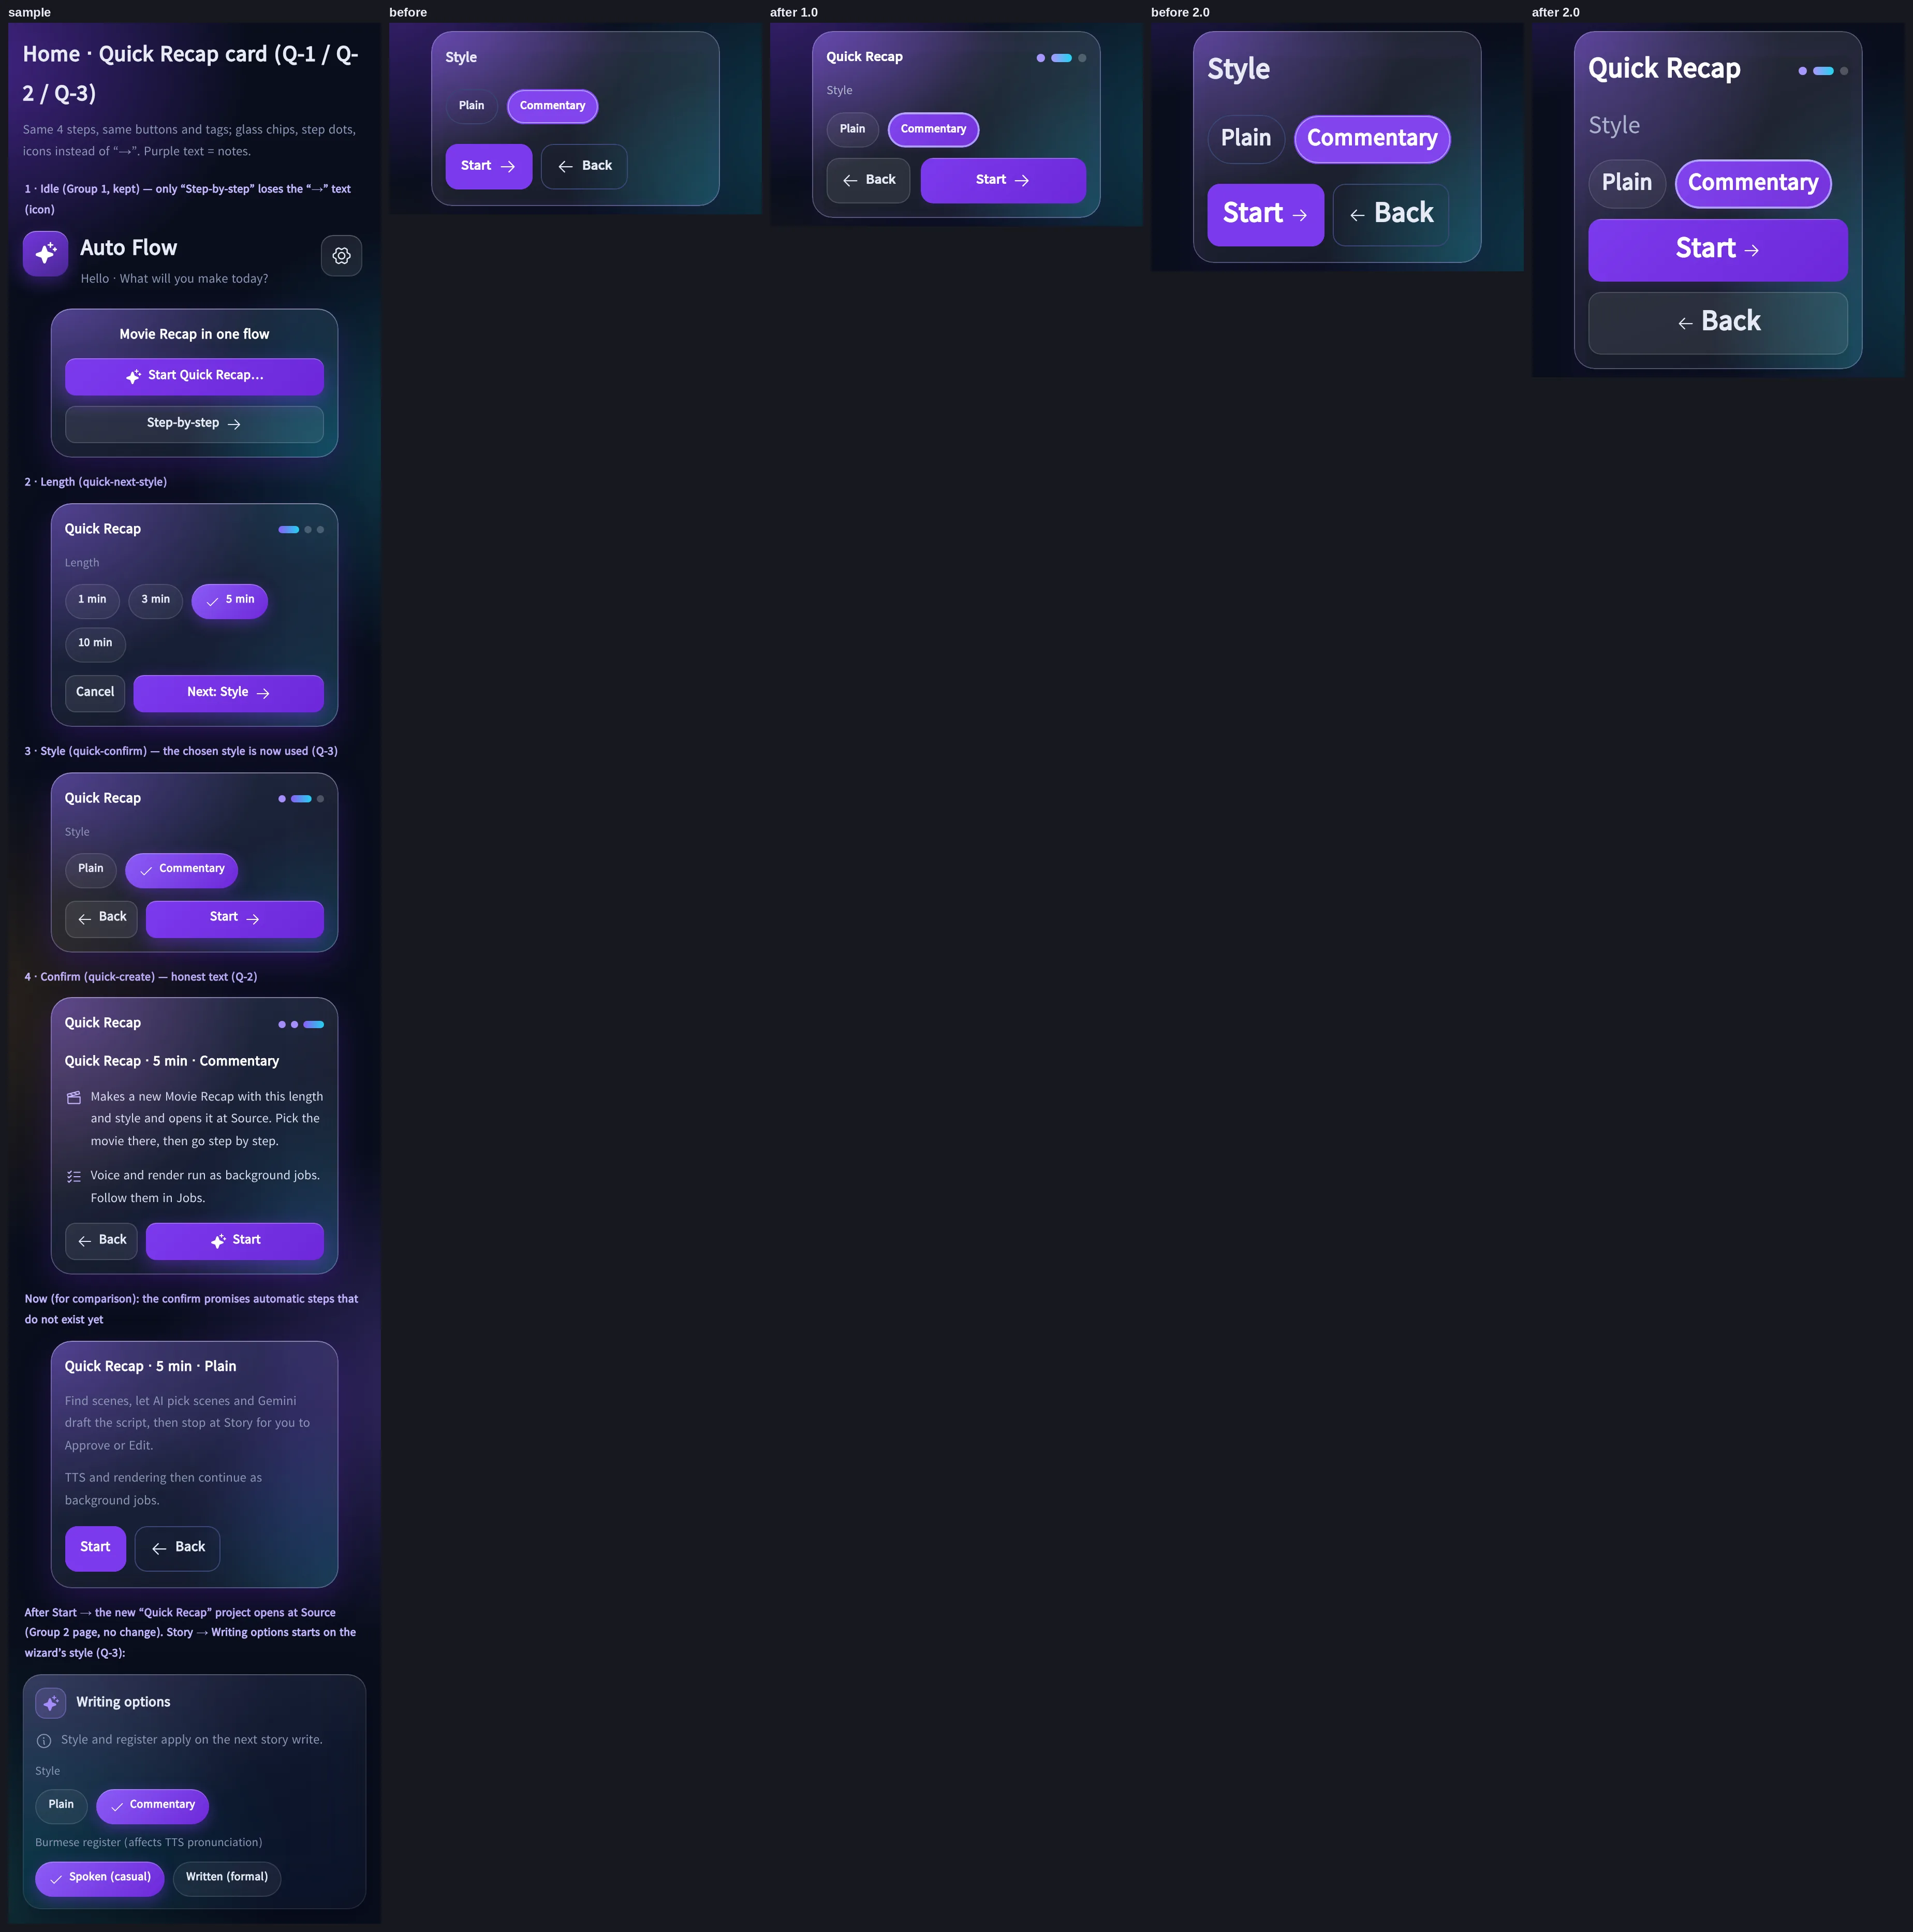 sample
Home · Quick Recap card (Q-1 / Q-
2 / Q-3)
Same 4 steps, same buttons and tags; glass chips, step dots,
icons instead of “→”. Purple text = notes.
1 · Idle (Group 1, kept) — only “Step-by-step” loses the “→” text
(icon)
Auto Flow
Hello · What will you make today?
Movie Recap in one flow
Start Quick Recap…
Step-by-step →
2 · Length (quick-next-style)
Quick Recap
Length
1 min 3 min ✓ 5 min
10 min
Cancel Next: Style →
3 · Style (quick-confirm) — the chosen style is now used (Q-3)
Quick Recap
Style
Plain ✓ Commentary
← Back Start →
4 · Confirm (quick-create) — honest text (Q-2)
Quick Recap
Quick Recap · 5 min · Commentary
Makes a new Movie Recap with this length
and style and opens it at Source. Pick the
movie there, then go step by step.
Voice and render run as background jobs.
Follow them in Jobs.
← Back Start
Now (for comparison): the confirm promises automatic steps that
do not exist yet
Quick Recap · 5 min · Plain
Find scenes, let AI pick scenes and Gemini
draft the script, then stop at Story for you to
Approve or Edit.
TTS and rendering then continue as
background jobs.
Start ← Back
After Start → the new “Quick Recap” project opens at Source
(Group 2 page, no change). Story → Writing options starts on the
wizard’s style (Q-3):
Writing options
Style and register apply on the next story write.
Style
Plain ✓ Commentary
Burmese register (affects TTS pronunciation)
✓ Spoken (casual) Written (formal)
before
Style
Plain Commentary
Start → ← Back
after 1.0
Quick Recap
Style
Plain Commentary
← Back Start →
before 2.0
Style
Plain Commentary
Start → ← Back
after 2.0
Quick Recap
Style
Plain Commentary
Start →
← Back